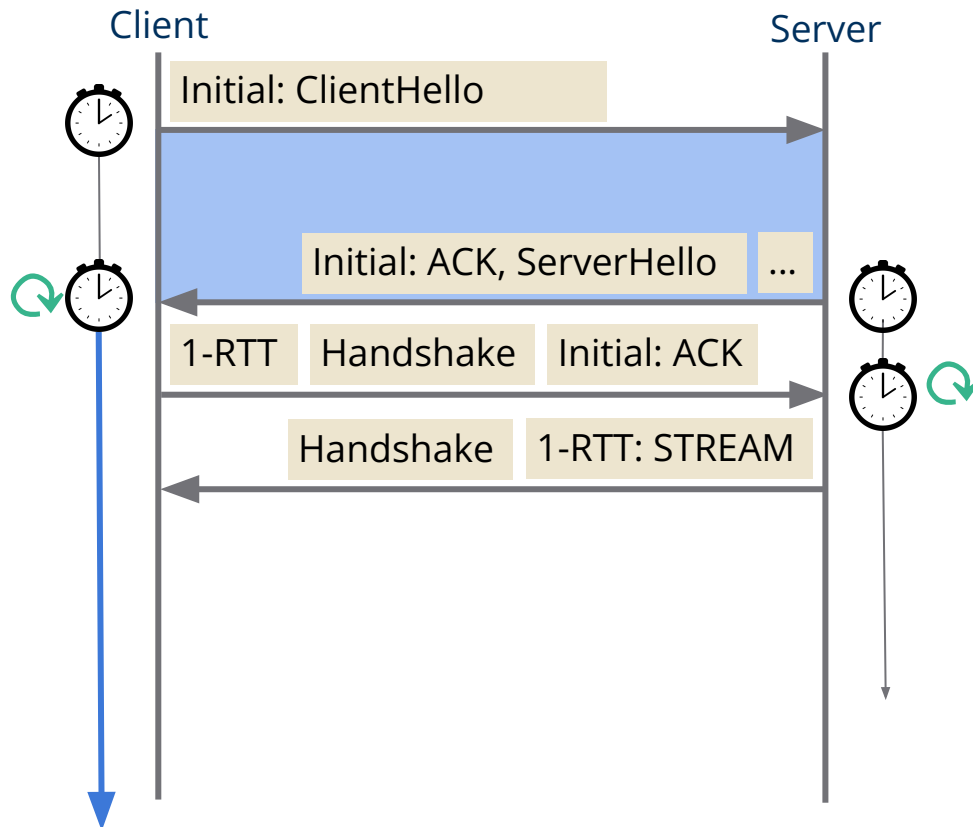 Client
Server
Initial: ClientHello
Initial: ACK, ServerHello ...
1-RTT Handshake Initial: ACK
Handshake 1-RTT: STREAM